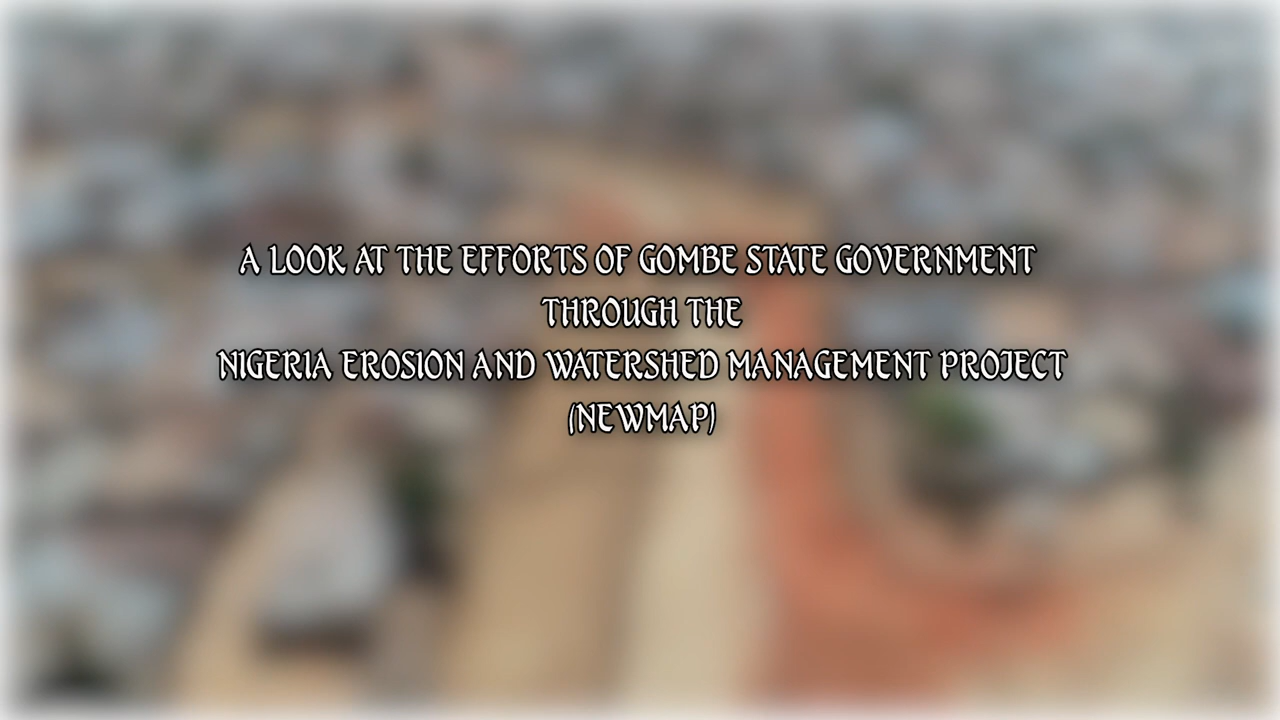 A LOOK AT THE EFFORTS OF GOMBE STATE GOVERNMENT
THROUGH THE
NIGERIA EROSION AND WATERSHED MANAGEMENT PROJECT
(NEWMAP)